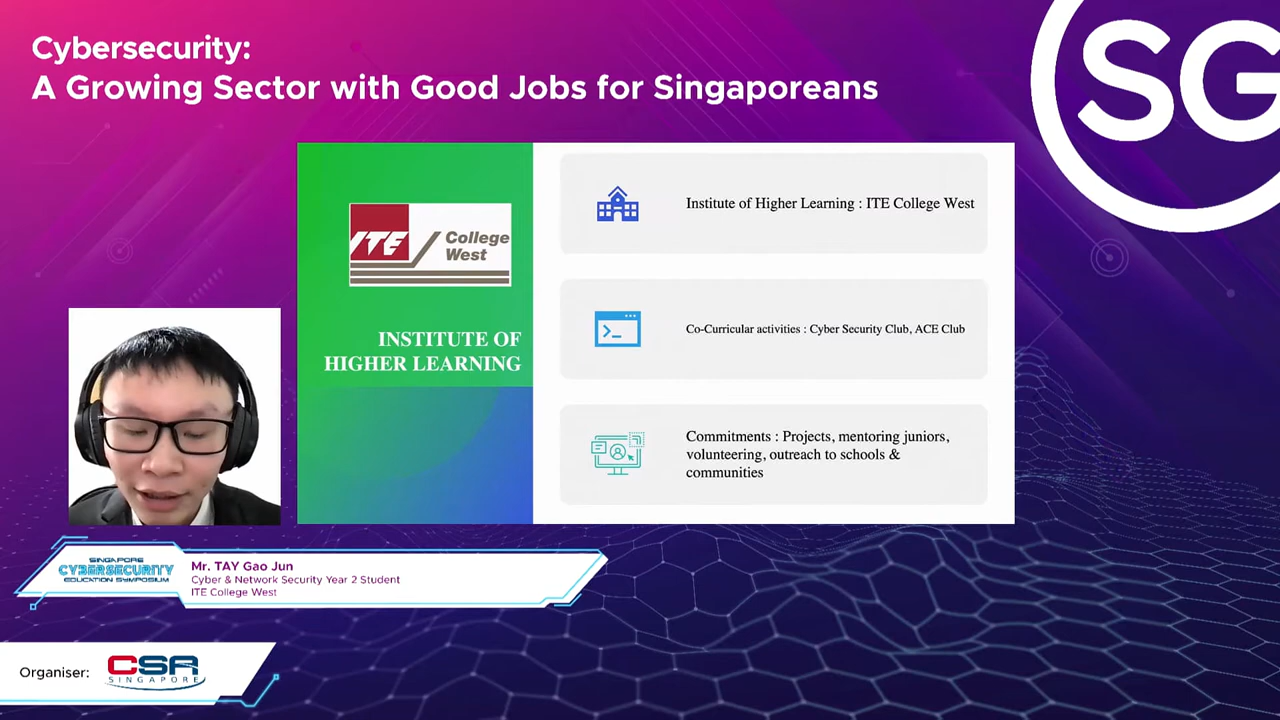 Cybersecurity:
A Growing Sector with Good Jobs for Singaporeans
SG
ITE
College
West
INSTITUTE OF
HIGHER LEARNING
Institute of Higher Learning : ITE College West
Co-Curricular activities : Cyber Security Club, ACE Club
Commitments : Projects, mentoring juniors,
volunteering, outreach to schools &
communities
SINGAPORE
CYBERSECURITY
EDUCATION SYMPOSIUM
Mr. TAY Gao Jun
Cyber & Network Security Year 2 Student
ITE College West
Organiser:
CSA
SINGAPORE